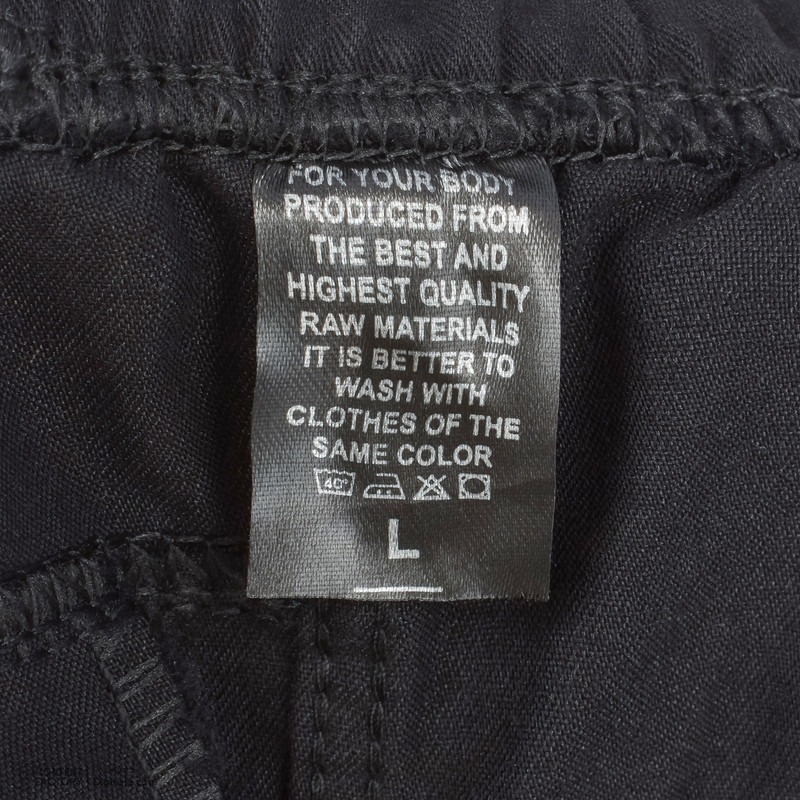 FOR YOUR BODY
PRODUCED FROM
THE BEST AND
HIGHEST QUALITY
RAW MATERIALS
IT IS BETTER TO
WASH WITH
CLOTHES OF THE
SAME COLOR
40°
L